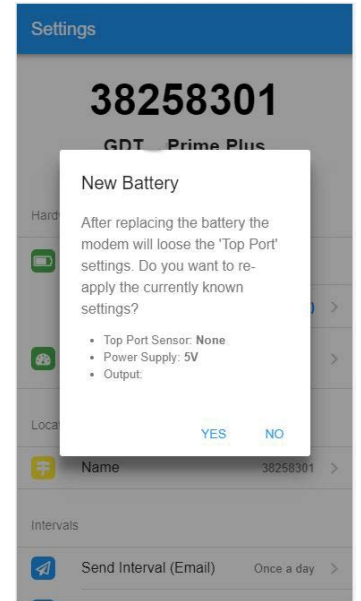 Settings
38258301
GDT Prime Plus
New Battery
After replacing the battery the
modem will loose the 'Top Port'
settings. Do you want to re-
apply the currently known
settings?
Top Port Sensor: None
Power Supply: 5V
Output:
YES NO
Name 38258301
Intervals
Send Interval (Email) Once a day